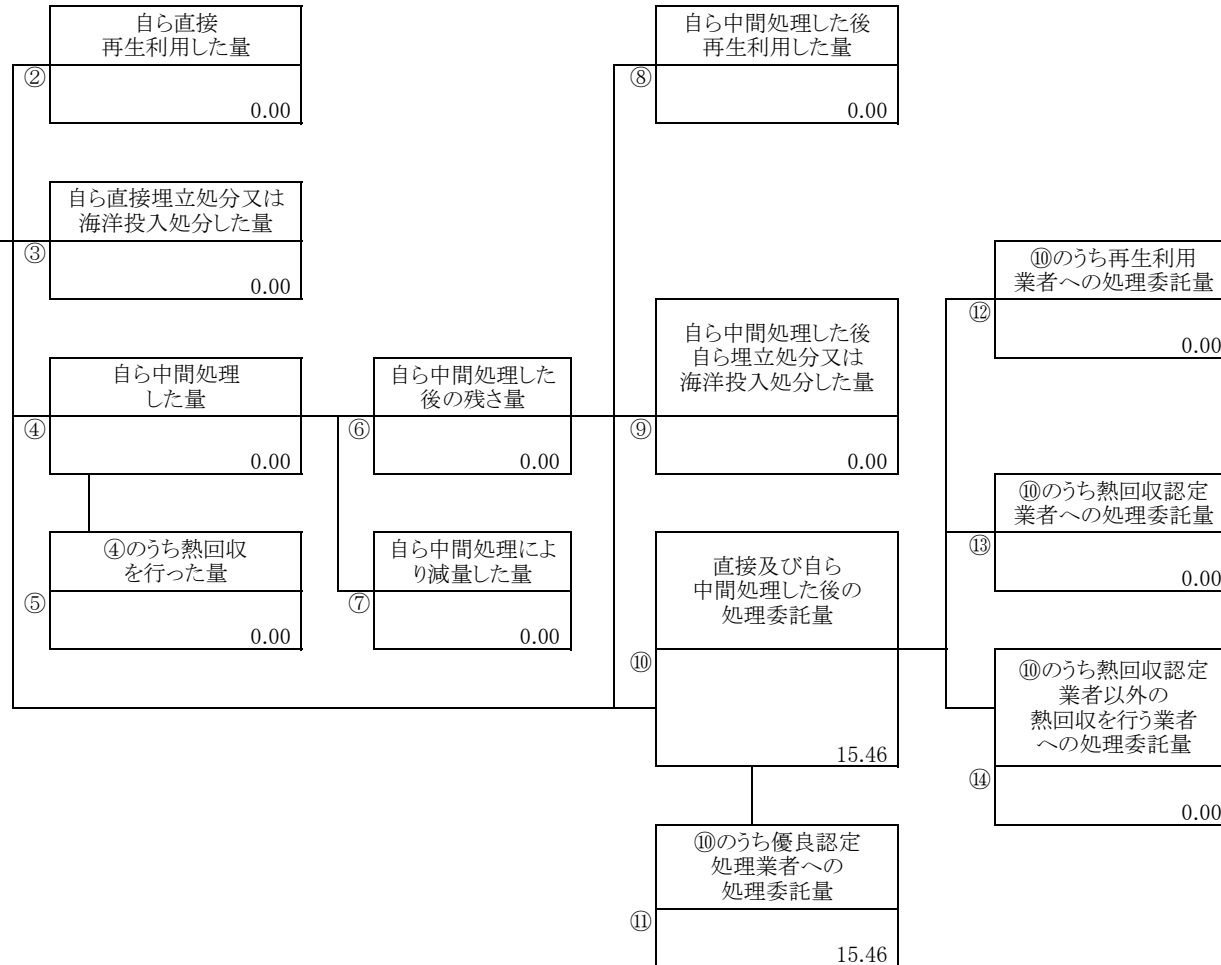 自ら直接
再生利用した量
②
0.00
自ら中間処理した後
再生利用した量
⑧
0.00
自ら直接埋立処分又は
海洋投入処分した量
③
0.00
⑩のうち再生利用
業者への処理委託量
⑫
0.00
自ら中間処理
した量
④
0.00
自ら中間処理した
後の残さ量
⑥
0.00
自ら中間処理した後
自ら埋立処分又は
海洋投入処分した量
⑨
0.00
⑩のうち熱回収認定
業者への処理委託量
⑬
0.00
④のうち熱回収
を行った量
⑤
0.00
自ら中間処理によ
り減量した量
⑦
0.00
直接及び自ら
中間処理した後の
処理委託量
⑩
15.46
⑩のうち熱回収認定
業者以外の
熱回収を行う業者
への処理委託量
⑭
0.00
⑩のうち優良認定
処理業者への
処理委託量
⑪
15.46